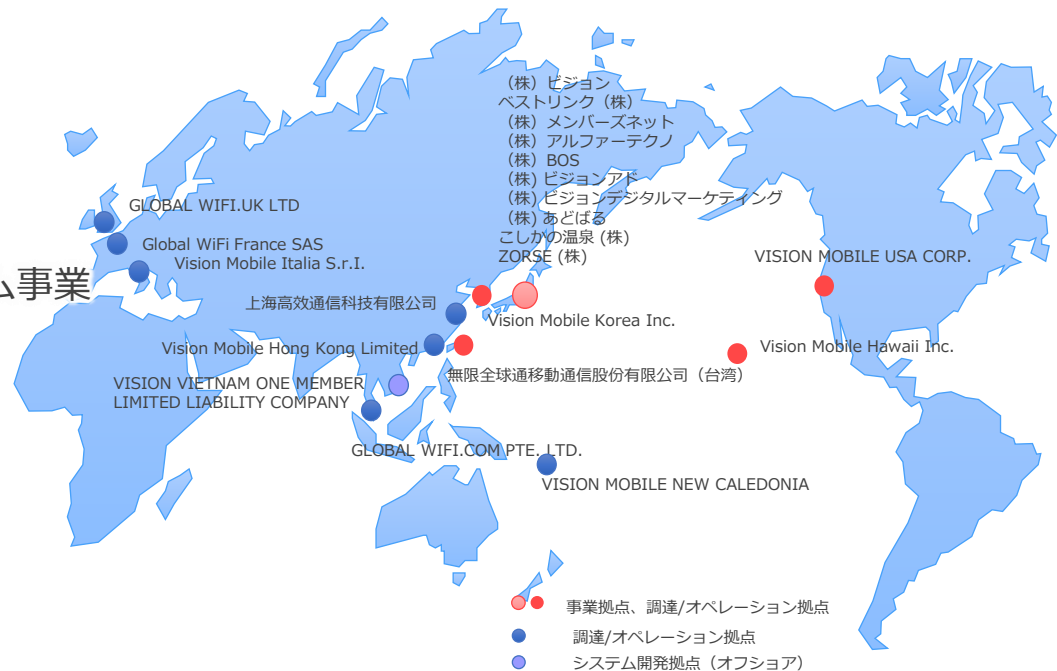 (株) ビジョン
ベストリンク (株)
(株) メンバーズネット
(株) アルファーテクノ
(株) BOS
(株) ビジョンアド
(株) ビジョンデジタルマーケティング
(株) あどばる
こしかの温泉 (株)
ZORSE (株)
GLOBAL WIFI.UK LTD
Global WiFi France SAS
Vision Mobile Italia S.r.I.
ム事業
VISION MOBILE USA CORP.
上海高效通信科技有限公司
Vision Mobile Korea Inc.
Vision Mobile Hong Kong Limited
Vision Mobile Hawaii Inc.
無限全球通移動通信股份有限公司（台湾）
VISION VIETNAM ONE MEMBER
LIMITED LIABILITY COMPANY
GLOBAL WIFI.COM PTE. LTD.
VISION MOBILE NEW CALEDONIA
事業拠点、調達/オペレーション拠点
調達/オペレーション拠点
システム開発拠点（オフショア）